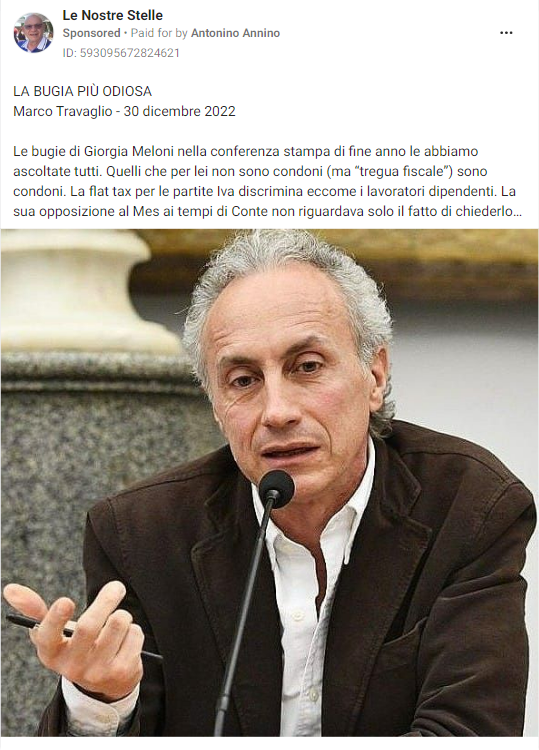 Le Nostre Stelle
Sponsored • Paid for by Antonino Annino
ID: 593095672824621
LA BUGIA PIÙ ODIOSA
Marco Travaglio - 30 dicembre 2022
Le bugie di Giorgia Meloni nella conferenza stampa di fine anno le abbiamo
ascoltate tutti. Quelli che per lei non sono condoni (ma “tregua fiscale”) sono
condoni. La flat tax per le partite Iva discrimina eccome i lavoratori dipendenti. La
sua opposizione al Mes ai tempi di Conte non riguardava solo il fatto di chiederlo...